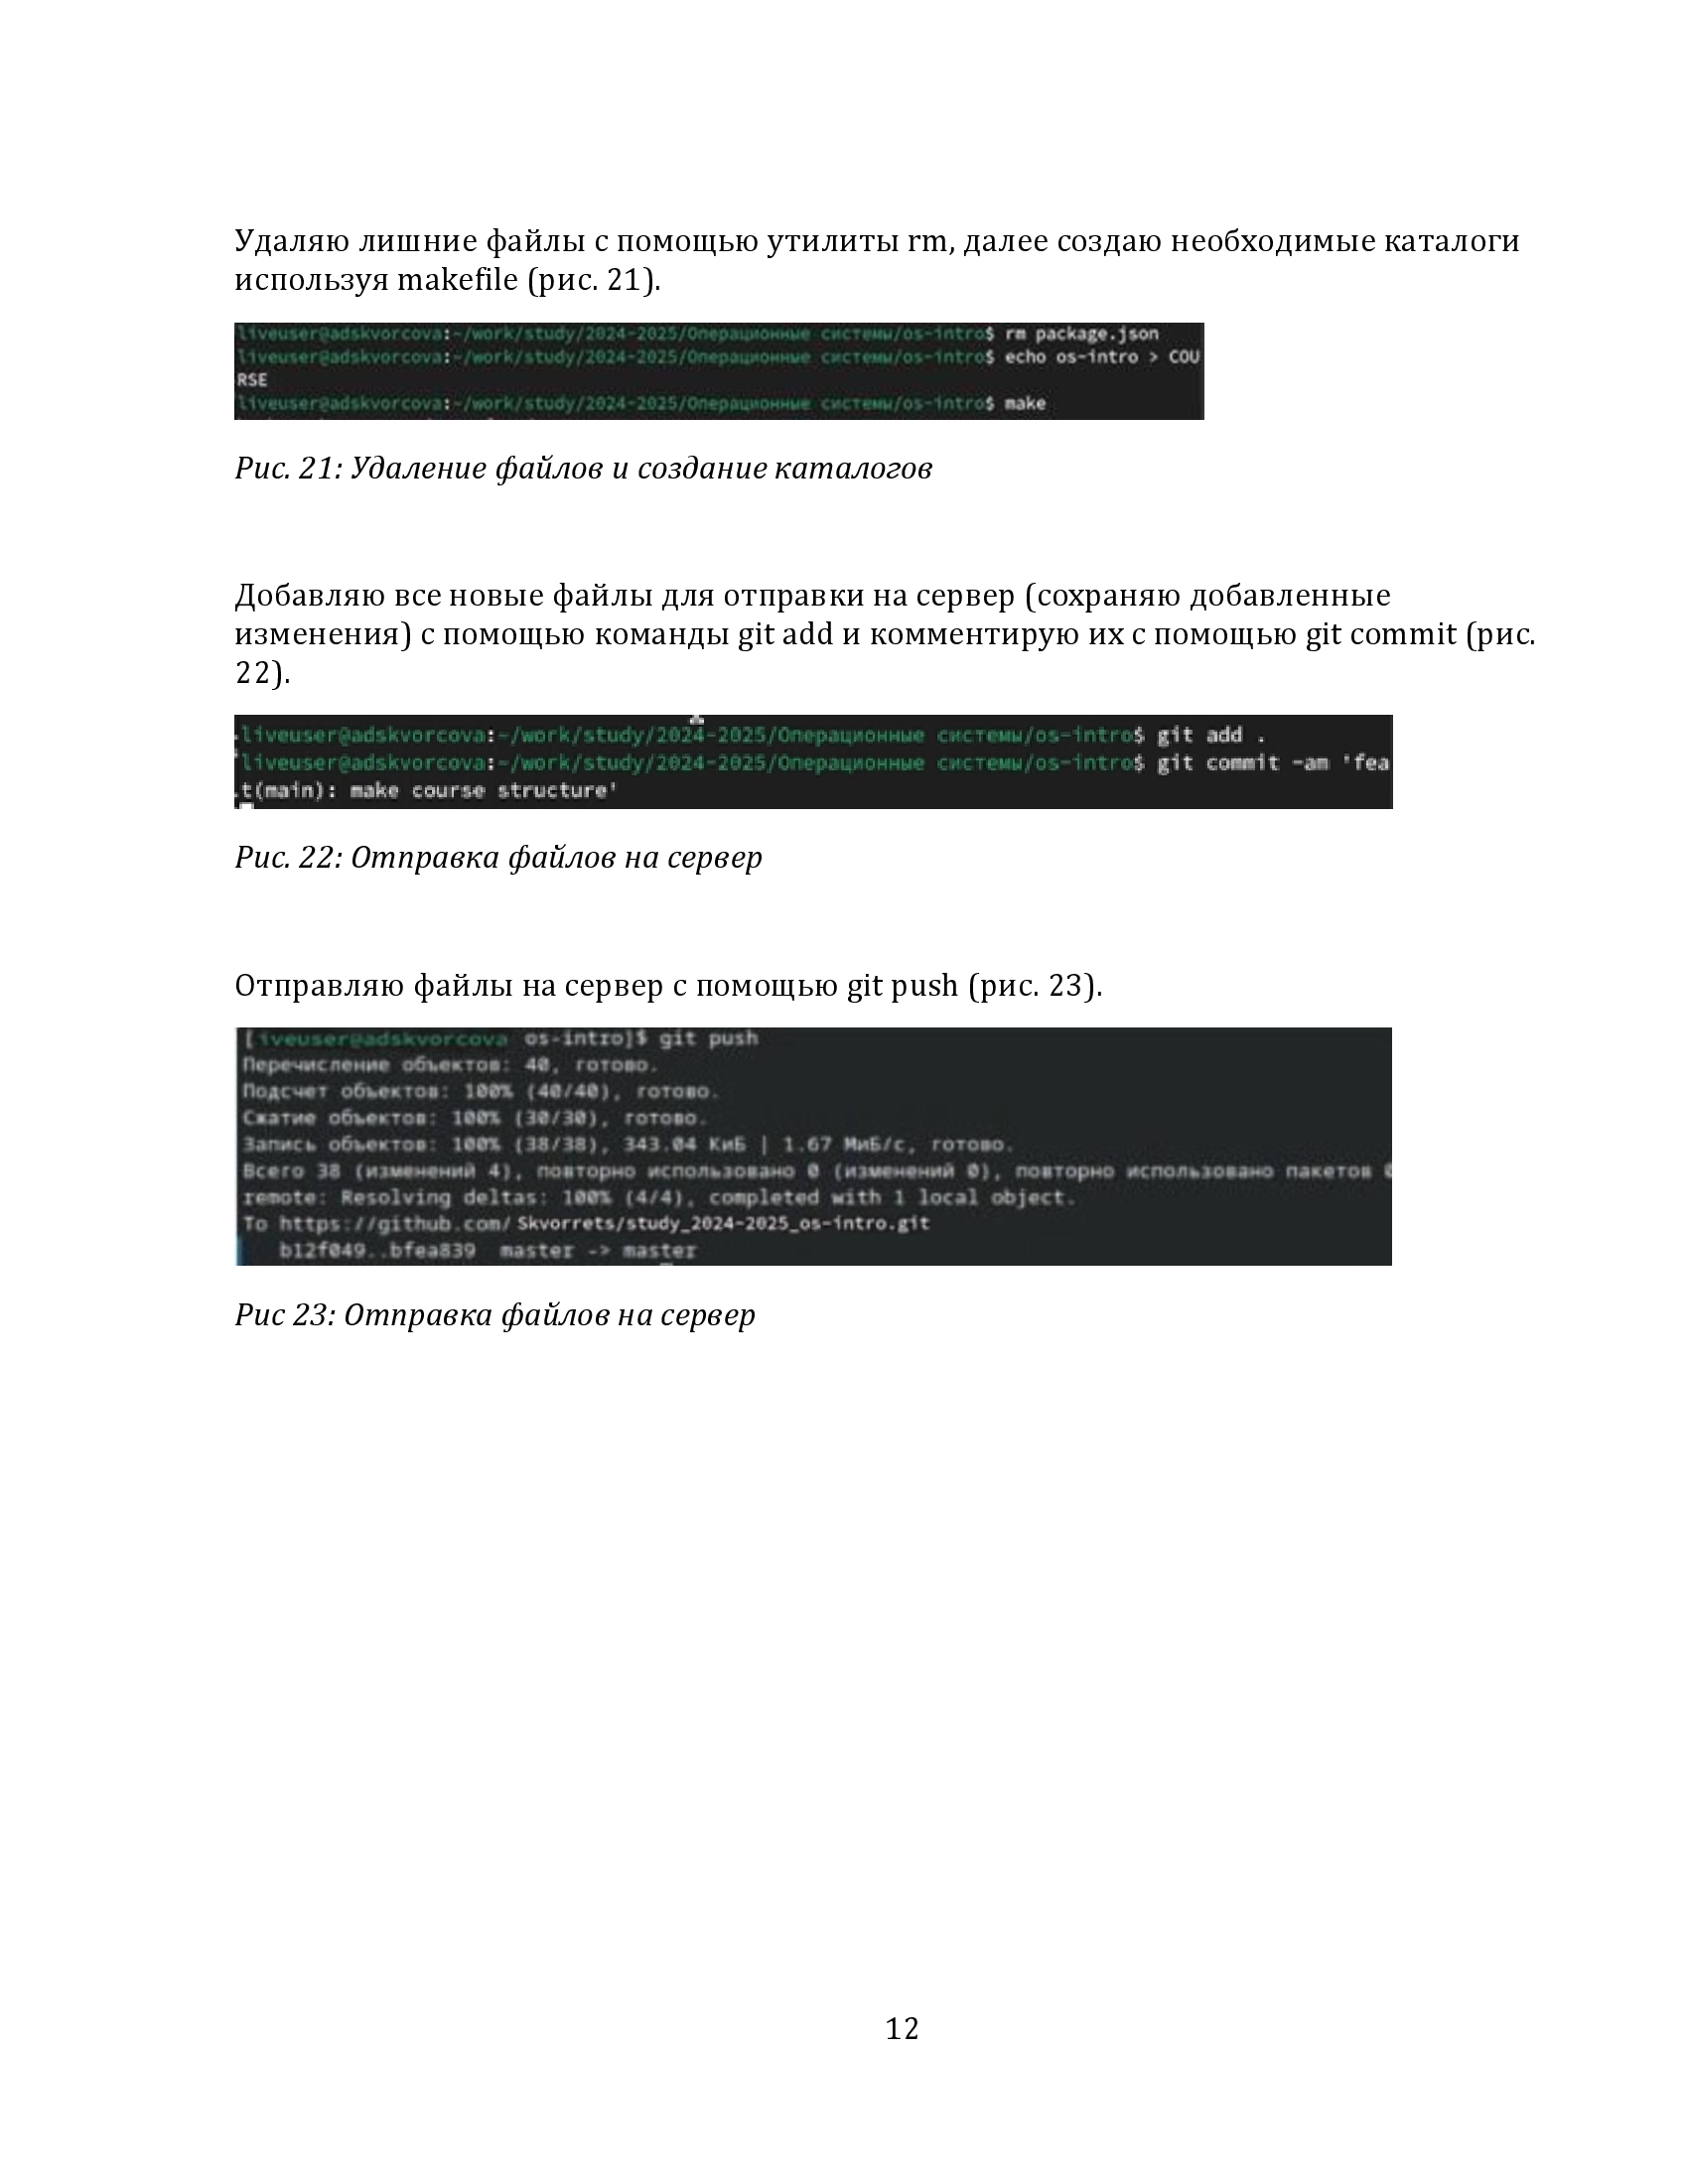 Удаляю лишние файлы с помощью утилиты rm, далее создаю необходимые каталоги
используя makefile (рис. 21).
liveuser@adskvorcova:~/work/study/2024-2025/Операционные системы/os-intro$ rm package.json
liveuser@adskvorcova:~/work/study/2024-2025/Операционные системы/os-intro$ echo os-intro > COU
RSE
liveuser@adskvorcova:~/work/study/2024-2025/Операционные системы/os-intro$ make
Рис. 21: Удаление файлов и создание каталогов
Добавляю все новые файлы для отправки на сервер (сохраняю добавленные
изменения) с помощью команды git add и комментирую их с помощью git commit (рис.
22).
liveuser@adskvorcova:~/work/study/2024-2025/Операционные системы/os-intro$ git add .
liveuser@adskvorcova:~/work/study/2024-2025/Операционные системы/os-intro$ git commit -am 'fea
t(main): make course structure'
Рис. 22: Отправка файлов на сервер
Отправляю файлы на сервер с помощью git push (рис. 23).
[iveuser@adskvorcova os-intro]$ git push
Перечисление объектов: 40, готово.
Подсчет объектов: 100% (40/40), готово.
Сжатие объектов: 100% (30/30), готово.
Запись объектов: 100% (38/38), 343.04 КиБ | 1.67 МиБ/с, готово.
Всего 38 (изменений 4), повторно использовано 0 (изменений 0), повторно использовано пакетов 0
remote: Resolving deltas: 100% (4/4), completed with 1 local object.
To https://github.com/Skvorrets/study_2024-2025_os-intro.git
b12f049..bfea839 master -> master
Рис 23: Отправка файлов на сервер
12